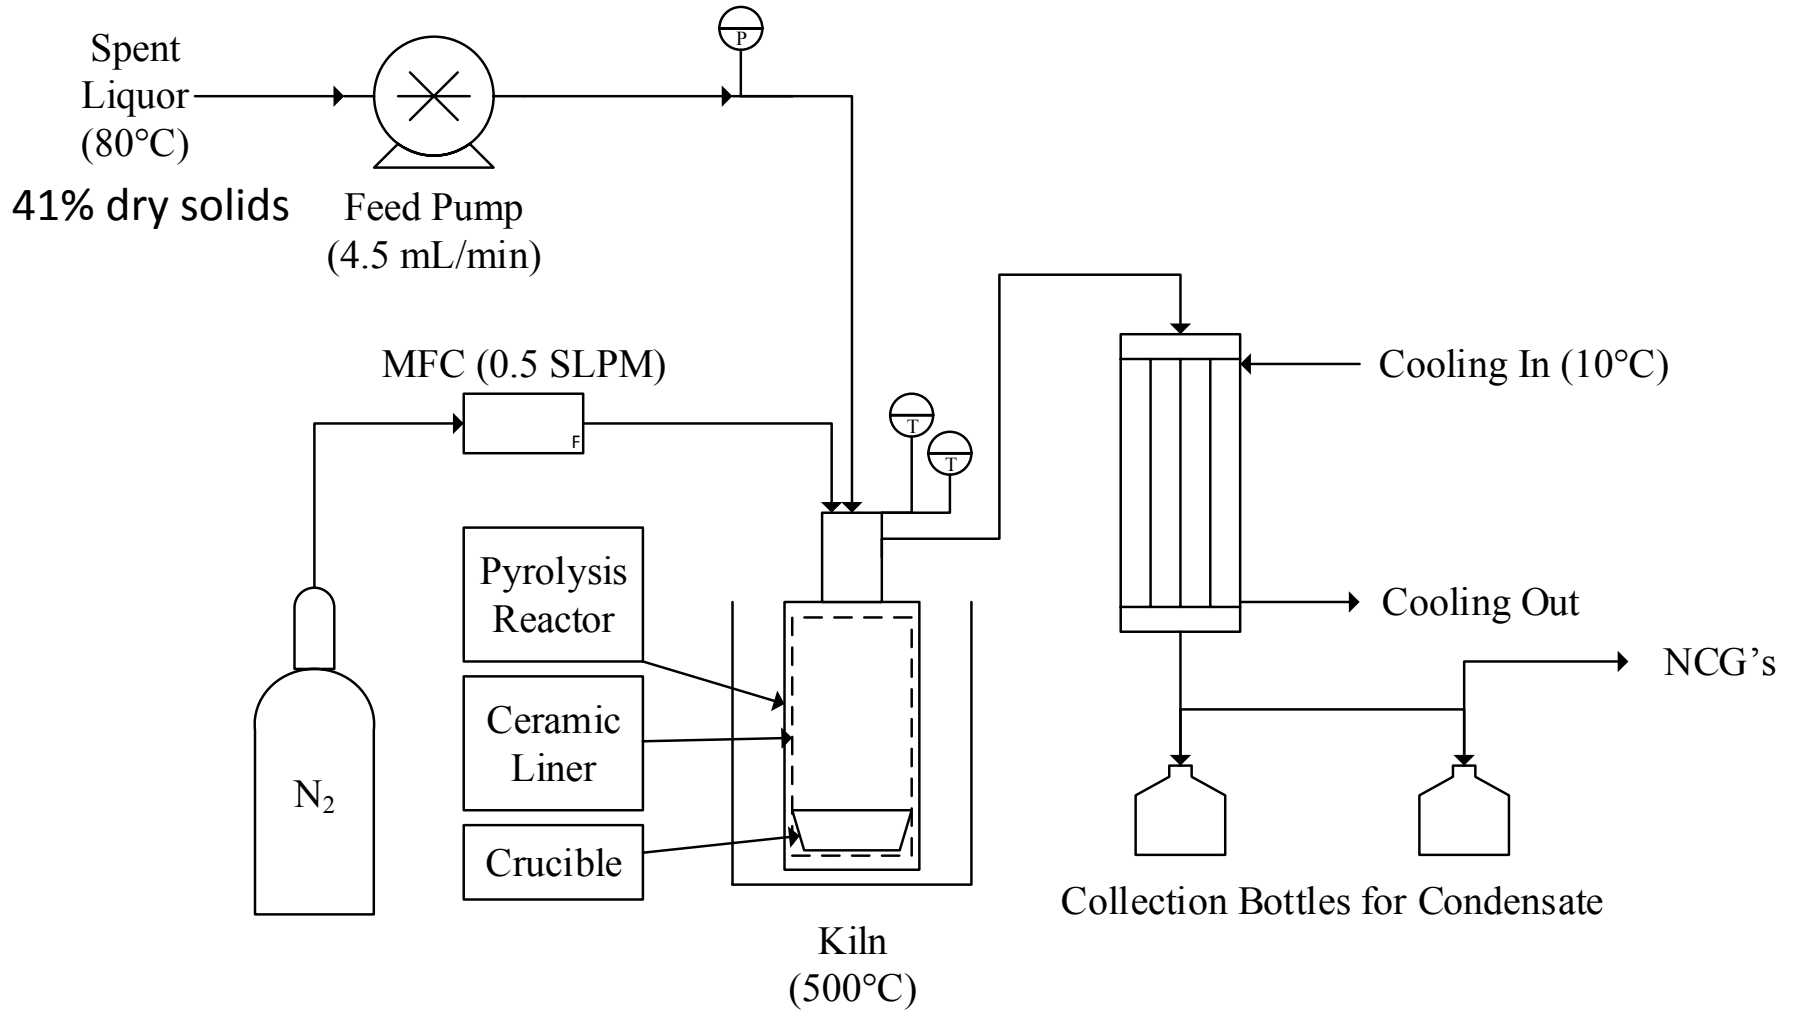 P
Spent
Liquor
(80°C)
41% dry solids
Feed Pump
(4.5 mL/min)
MFC (0.5 SLPM)
F
T
T
Cooling In (10°C)
Pyrolysis
Reactor
Cooling Out
NCG's
Ceramic
Liner
N₂
Crucible
Collection Bottles for Condensate
Kiln
(500°C)